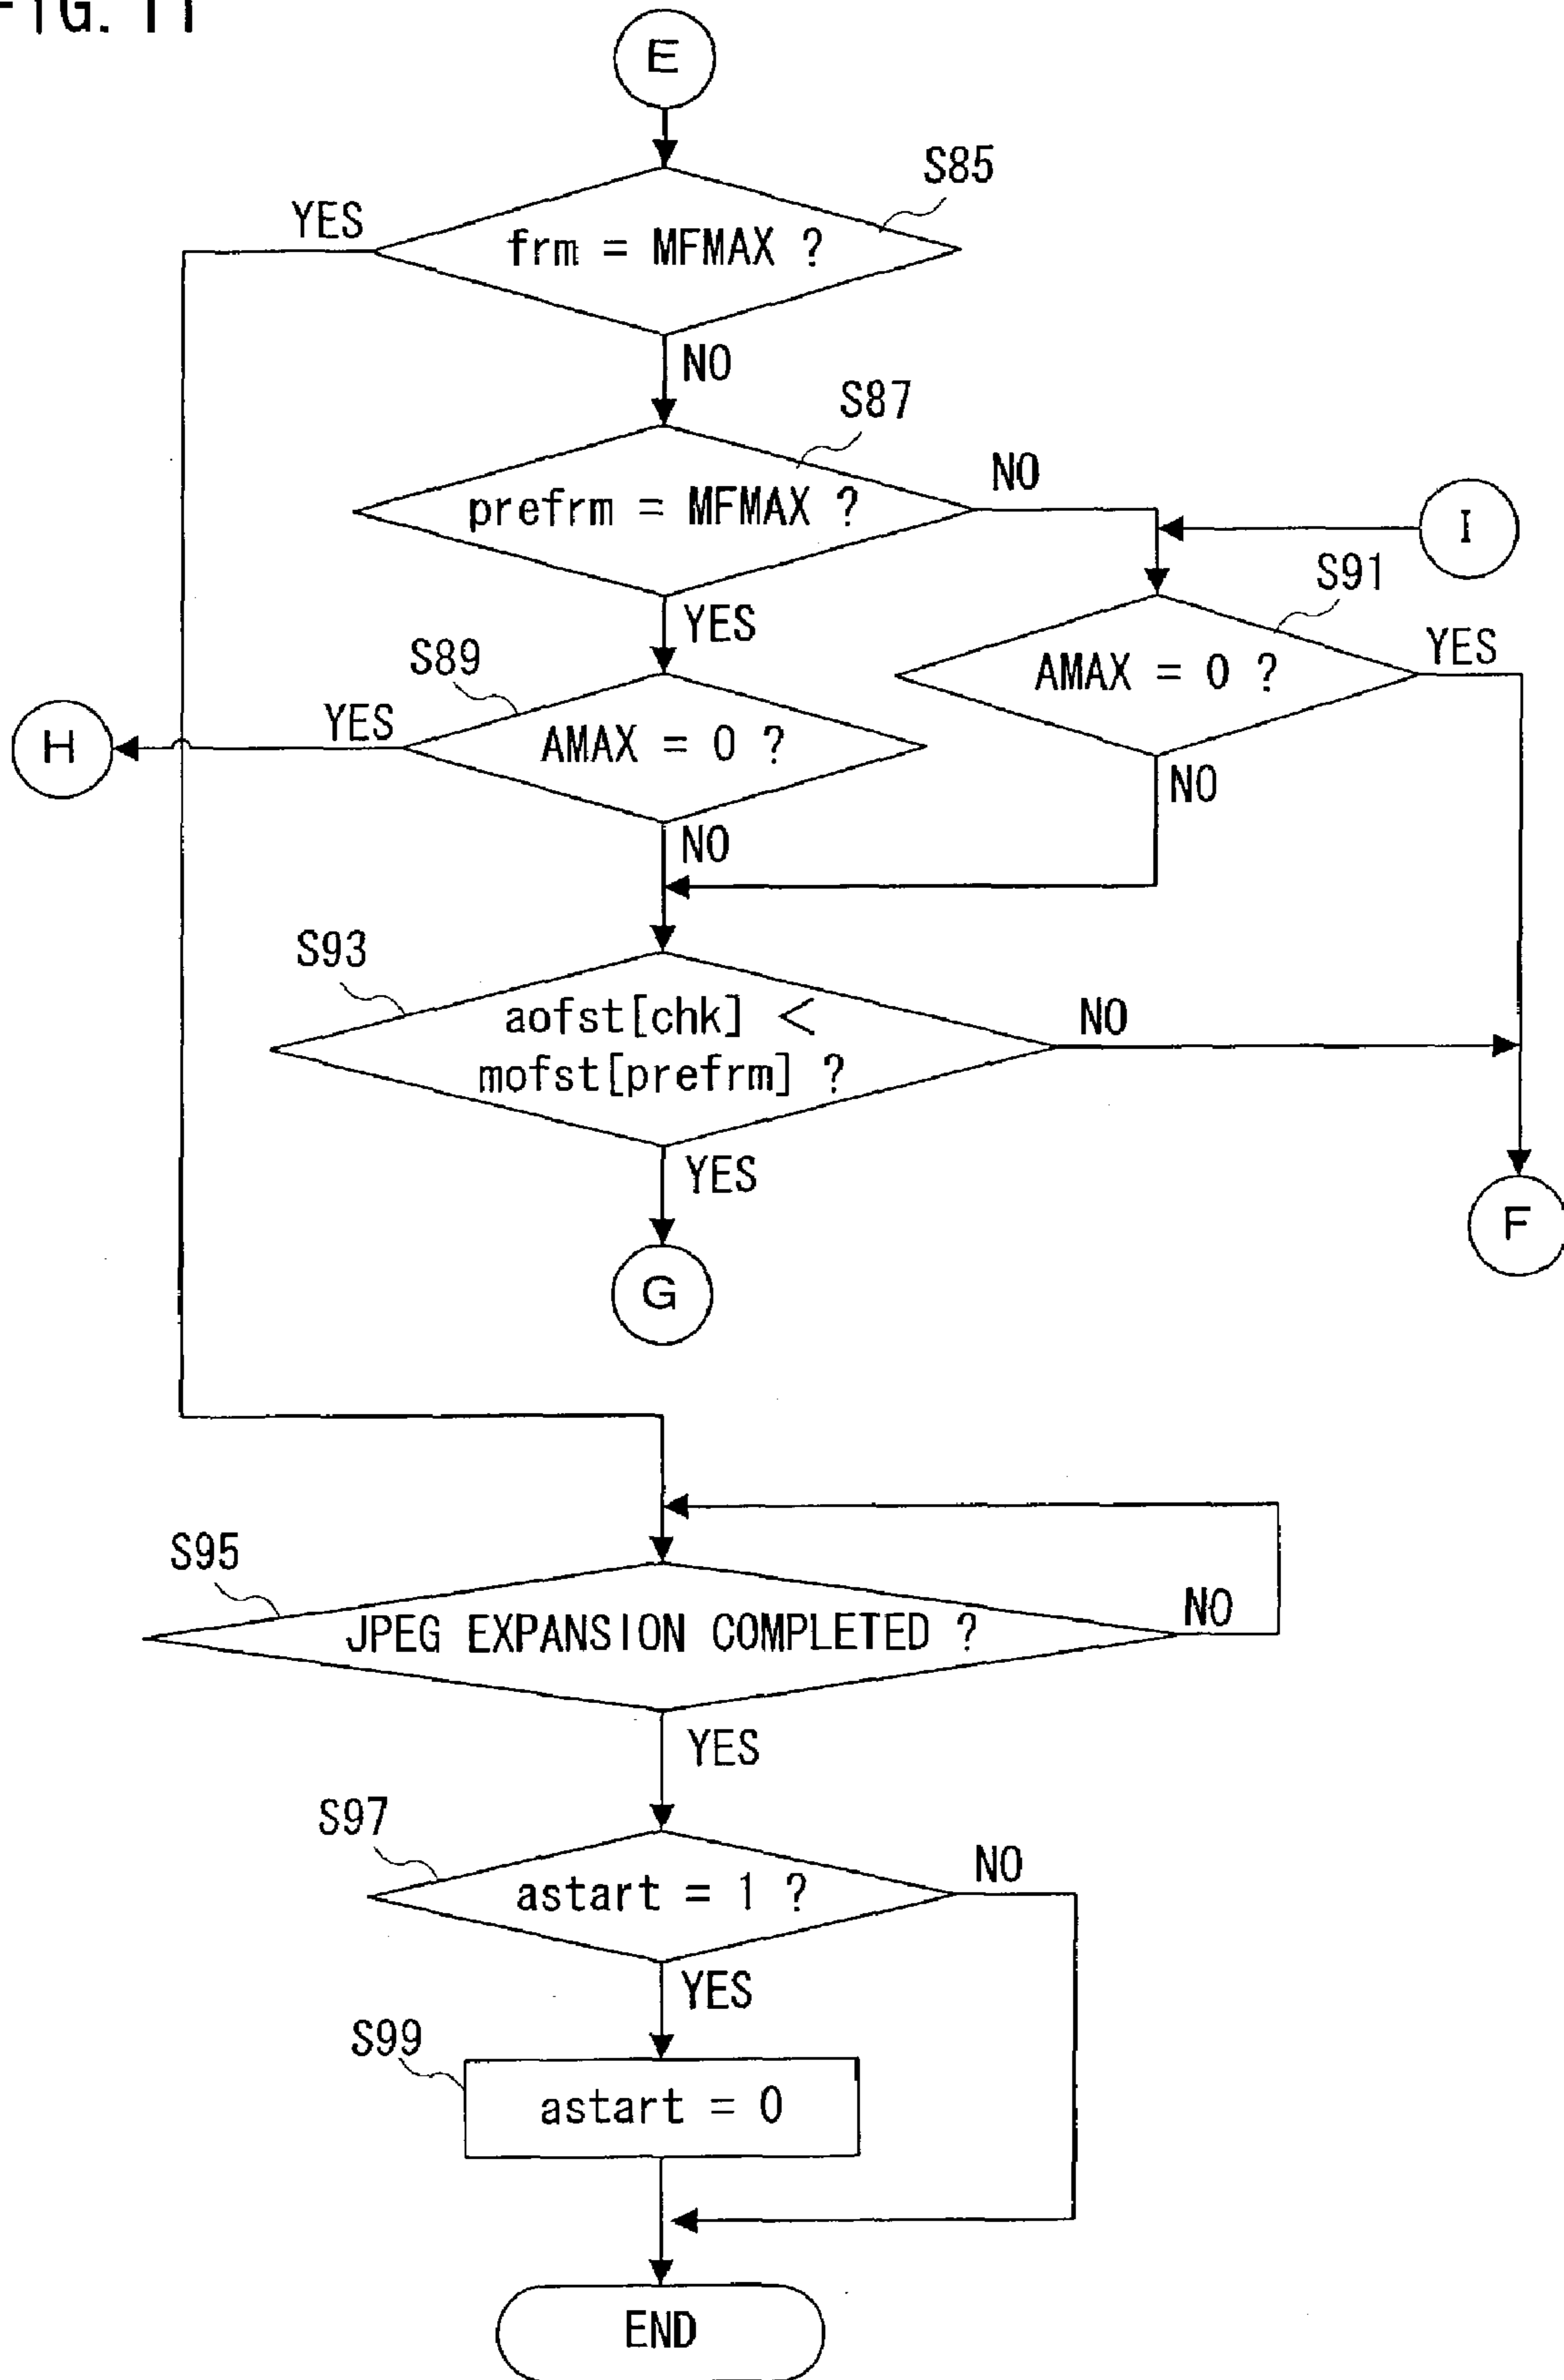 FIG. 11
E
S85
YES
frm = MFMAX ?
NO
S87
NO
prefrm = MFMAX ?
I
S91
YES
YES
AMAX = 0 ?
S89
YES
H
AMAX = 0 ?
NO
NO
S93
aofst[chk] <
mofst[prefrm] ?
NO
YES
F
G
S95
NO
JPEG EXPANSION COMPLETED ?
YES
S97
NO
astart = 1 ?
YES
S99
astart = 0
END